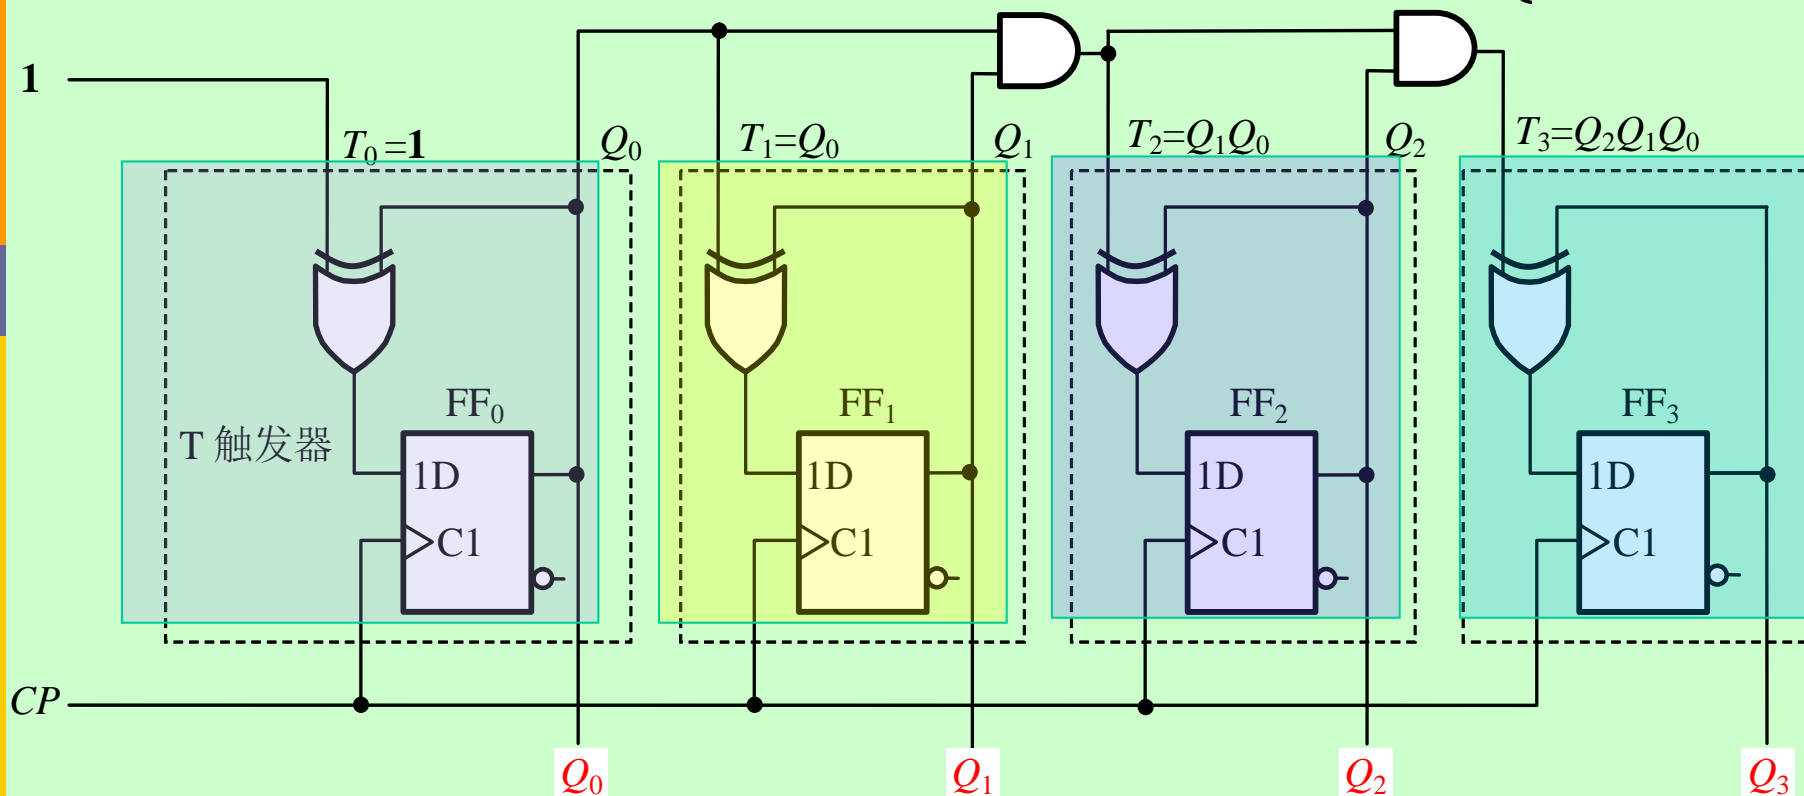 1
T₀=1
Q₀
T₁=Q₀
Q₁
T₂=Q₁Q₀
Q₂
T₃=Q₂Q₁Q₀
FF₀
FF₁
FF₂
FF₃
T 触发器
1D
1D
1D
1D
C1
C1
C1
C1
CP
Q₀
Q₁
Q₂
Q₃